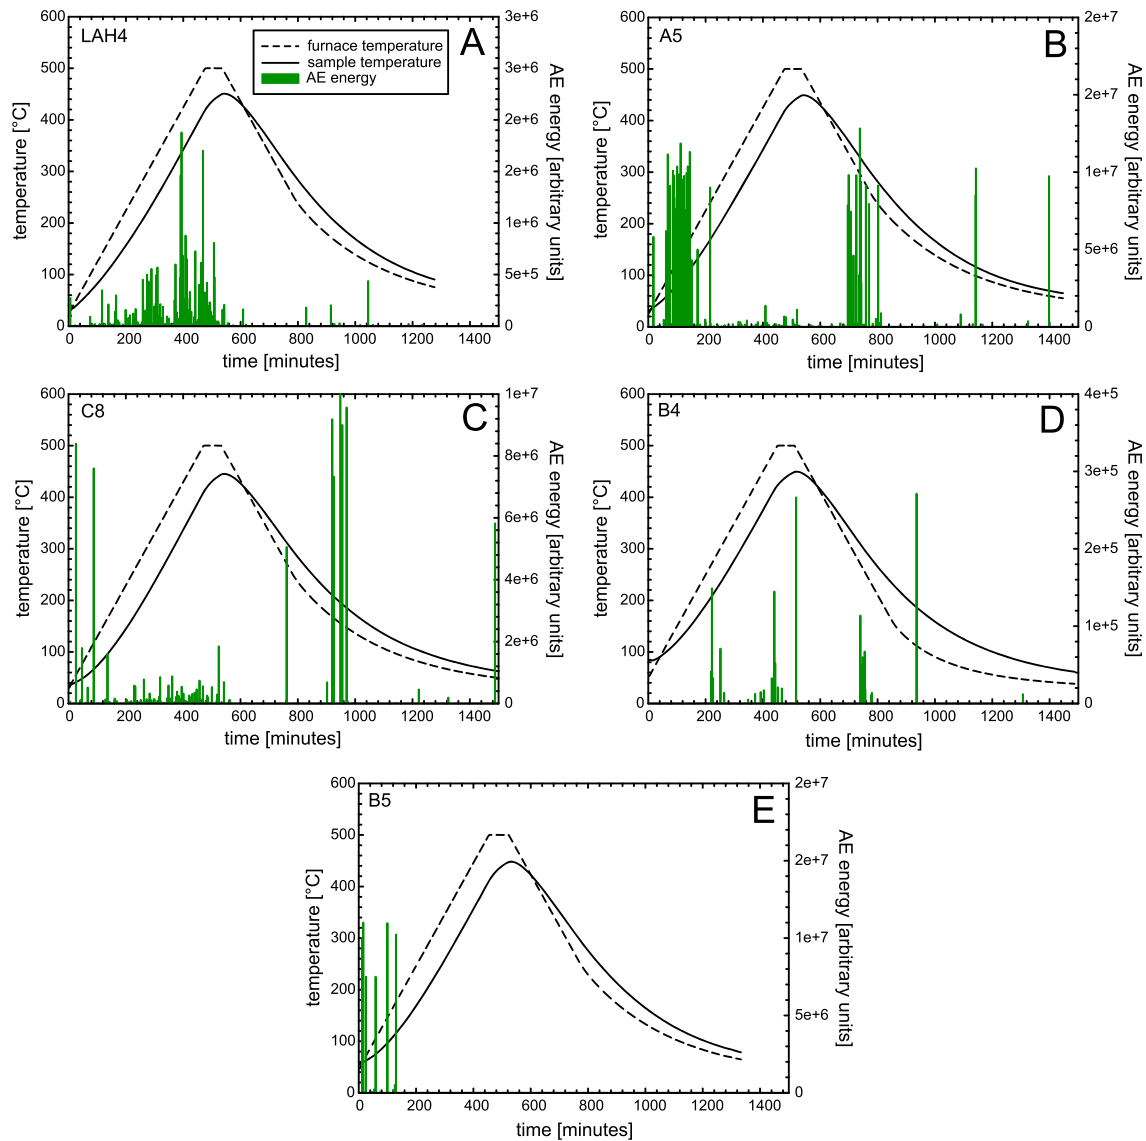 LAH4
A
furnace temperature
sample temperature
AE energy
temperature [°C]
600
500
400
300
200
100
0
3e+6
3e+6
2e+6
2e+6
1e+6
5e+5
0
AE energy [arbitrary units]
0 200 400 600 800 1000 1200 1400
time [minutes]
A5
B
temperature [°C]
600
500
400
300
200
100
0
2e+7
2e+7
1e+7
5e+6
0
AE energy [arbitrary units]
0 200 400 600 800 1000 1200 1400
time [minutes]
C8
C
temperature [°C]
600
500
400
300
200
100
0
1e+7
8e+6
6e+6
4e+6
2e+6
0
AE energy [arbitrary units]
0 200 400 600 800 1000 1200 1400
time [minutes]
B4
D
temperature [°C]
600
500
400
300
200
100
0
4e+5
3e+5
2e+5
1e+5
0
AE energy [arbitrary units]
0 200 400 600 800 1000 1200 1400
time [minutes]
B5
E
temperature [°C]
600
500
400
300
200
100
0
2e+7
2e+7
1e+7
5e+6
0
AE energy [arbitrary units]
0 200 400 600 800 1000 1200 1400
time [minutes]